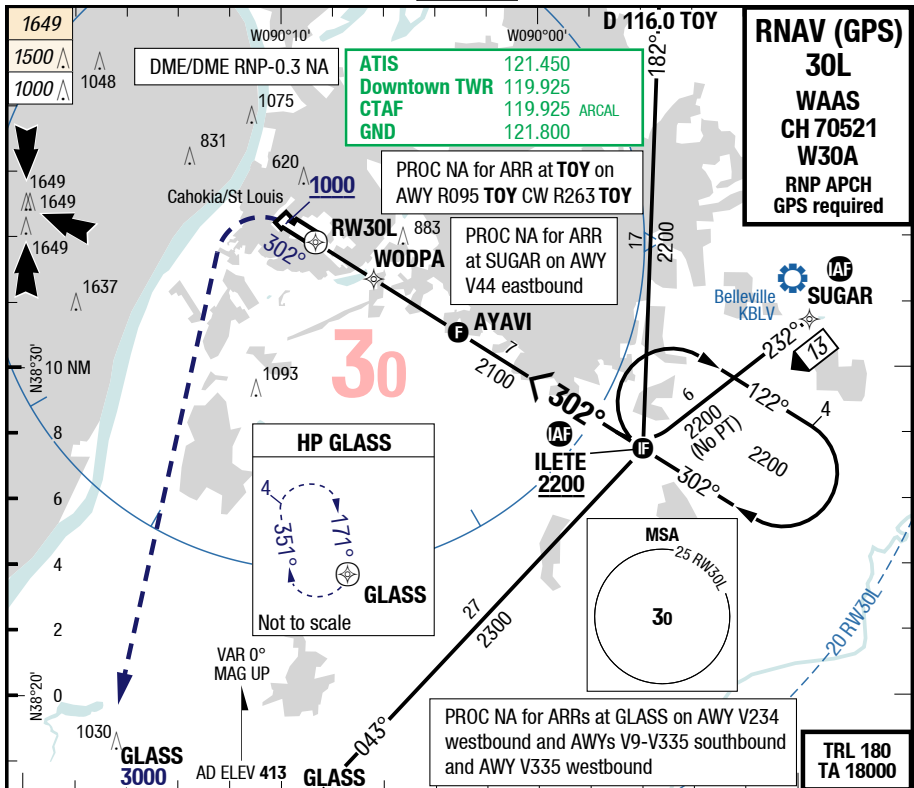 1649
1500
1000
1048
W090°10'
W090°00'
D 116.0 TOY
DME/DME RNP-0.3 NA
ATIS 121.450
Downtown TWR 119.925
CTAF 119.925 ARCAL
GND 121.800
RNAV (GPS)
30L
WAAS
CH 70521
W30A
RNP APCH
GPS required
182°
1075
831
620
PROC NA for ARR at TOY on
AWY R095 TOY CW R263 TOY
1649
1649
1649
Cahokia/St Louis
1000
RW30L
302°
883
WODPA
PROC NA for ARR
at SUGAR on AWY
V44 eastbound
17
2200
1637
Belleville
KBLV
IAF
SUGAR
232°
13
F
AYAVI
7
2100
N38°30'
10 NM
1093
30
302°
6
2200
(No PT)
122°
4
2200
302°
IAF
IF
ILETE
2200
8
6
4
2
0
HP GLASS
4
351°
171°
GLASS
Not to scale
MSA
25 RW30L
30
27
2300
20 RW30L
VAR 0°
MAG UP
N38°20'
1030
GLASS
3000
AD ELEV 413
043°
GLASS
PROC NA for ARRs at GLASS on AWY V234
westbound and AWYs V9-V335 southbound
and AWY V335 westbound
TRL 180
TA 18000